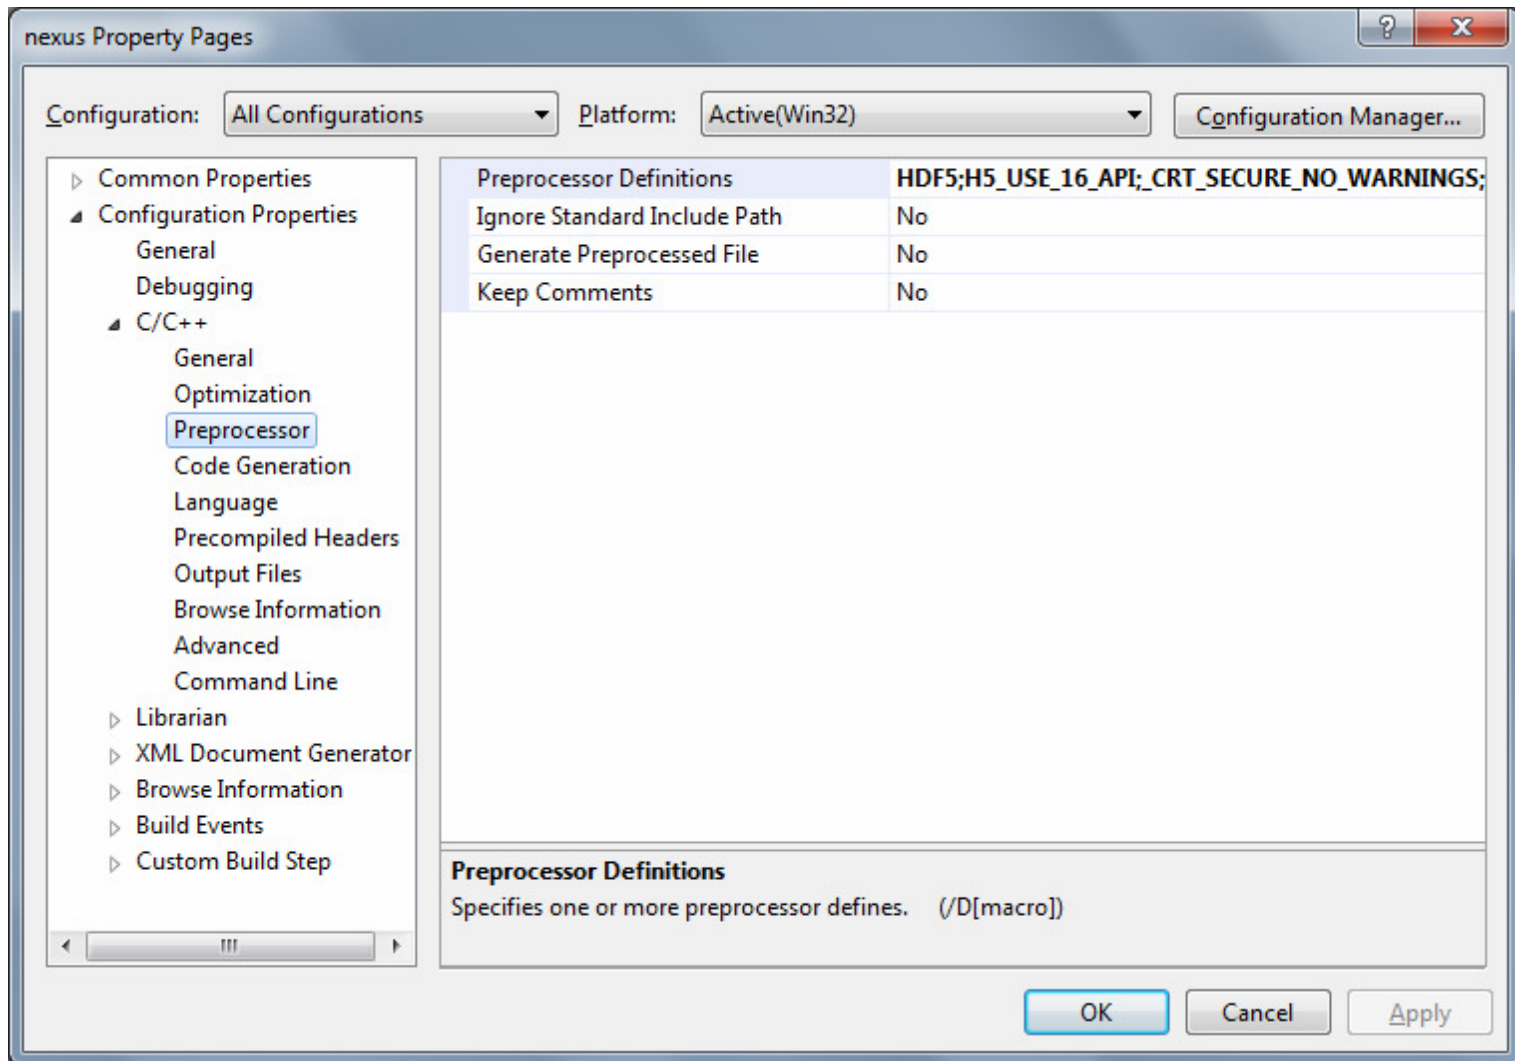 nexus Property Pages
?
X
Configuration:
All Configurations
Platform:
Active(Win32)
Configuration Manager...
Common Properties
Configuration Properties
General
Debugging
C/C++
General
Optimization
Preprocessor
Code Generation
Language
Precompiled Headers
Output Files
Browse Information
Advanced
Command Line
Librarian
XML Document Generator
Browse Information
Build Events
Custom Build Step
Preprocessor Definitions HDF5;H5_USE_16_API;_CRT_SECURE_NO_WARNINGS;
Ignore Standard Include Path No
Generate Preprocessed File No
Keep Comments No
Preprocessor Definitions
Specifies one or more preprocessor defines. (/D[macro])
OK
Cancel
Apply